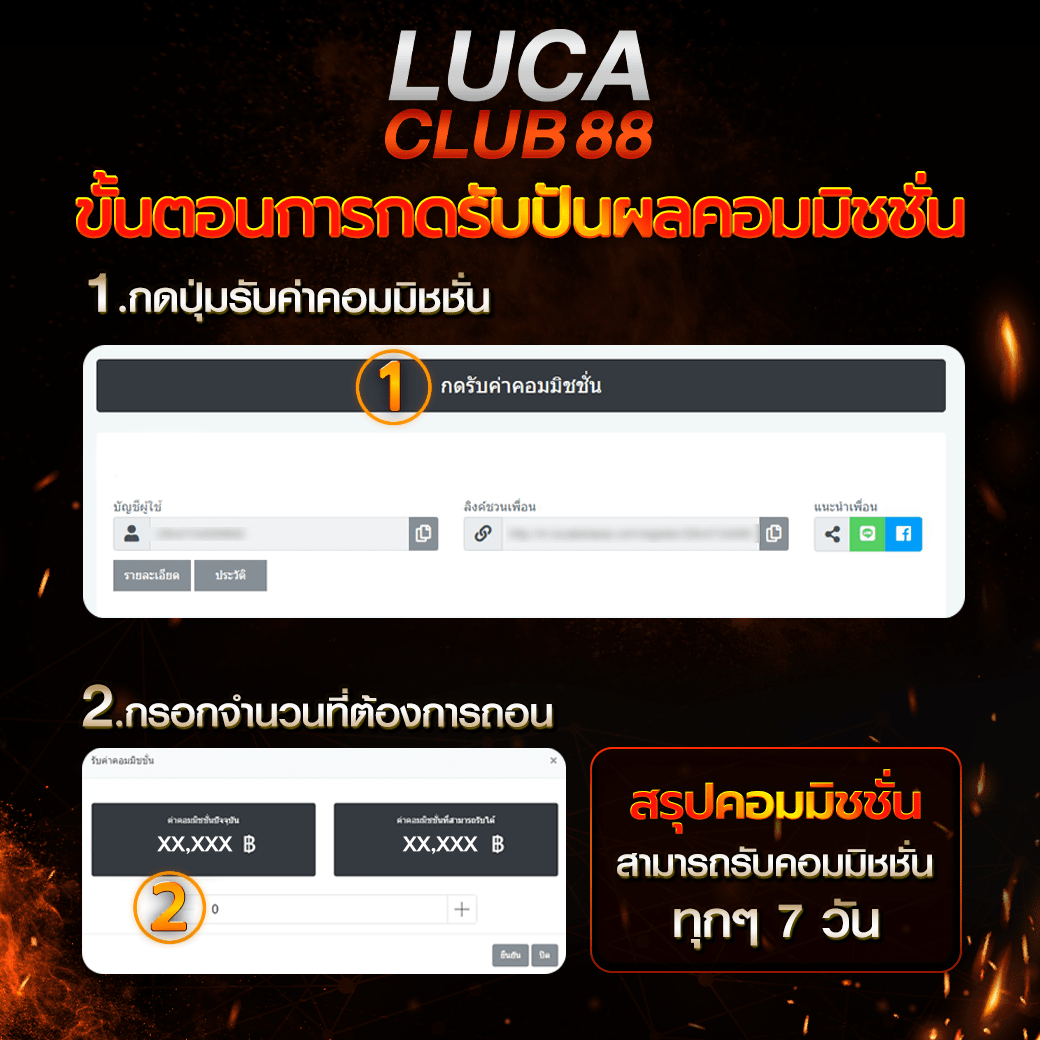 LUCA
CLUB 88
ขั้นตอนการกดรับปันผลคอมมิชชั่น
1.กดปุ่มรับค่าคอมมิชชั่น
1 กดรับค่าคอมมิชชั่น
บัญชีผู้ใช้ ลิงค์ชวนเพื่อน แนะนำเพื่อน
รายละเอียด ประวัติ
2.กรอกจำนวนที่ต้องการถอน
รับค่าคอมมิชชั่น ×
ค่าคอมมิชชั่นปัจจุบัน ค่าคอมมิชชั่นที่สามารถรับได้
XX,XXX ฿ XX,XXX ฿
2 0 +
ยืนยัน ปิด
สรุปคอมมิชชั่น
สามารถรับคอมมิชชั่น
ทุกๆ 7 วัน